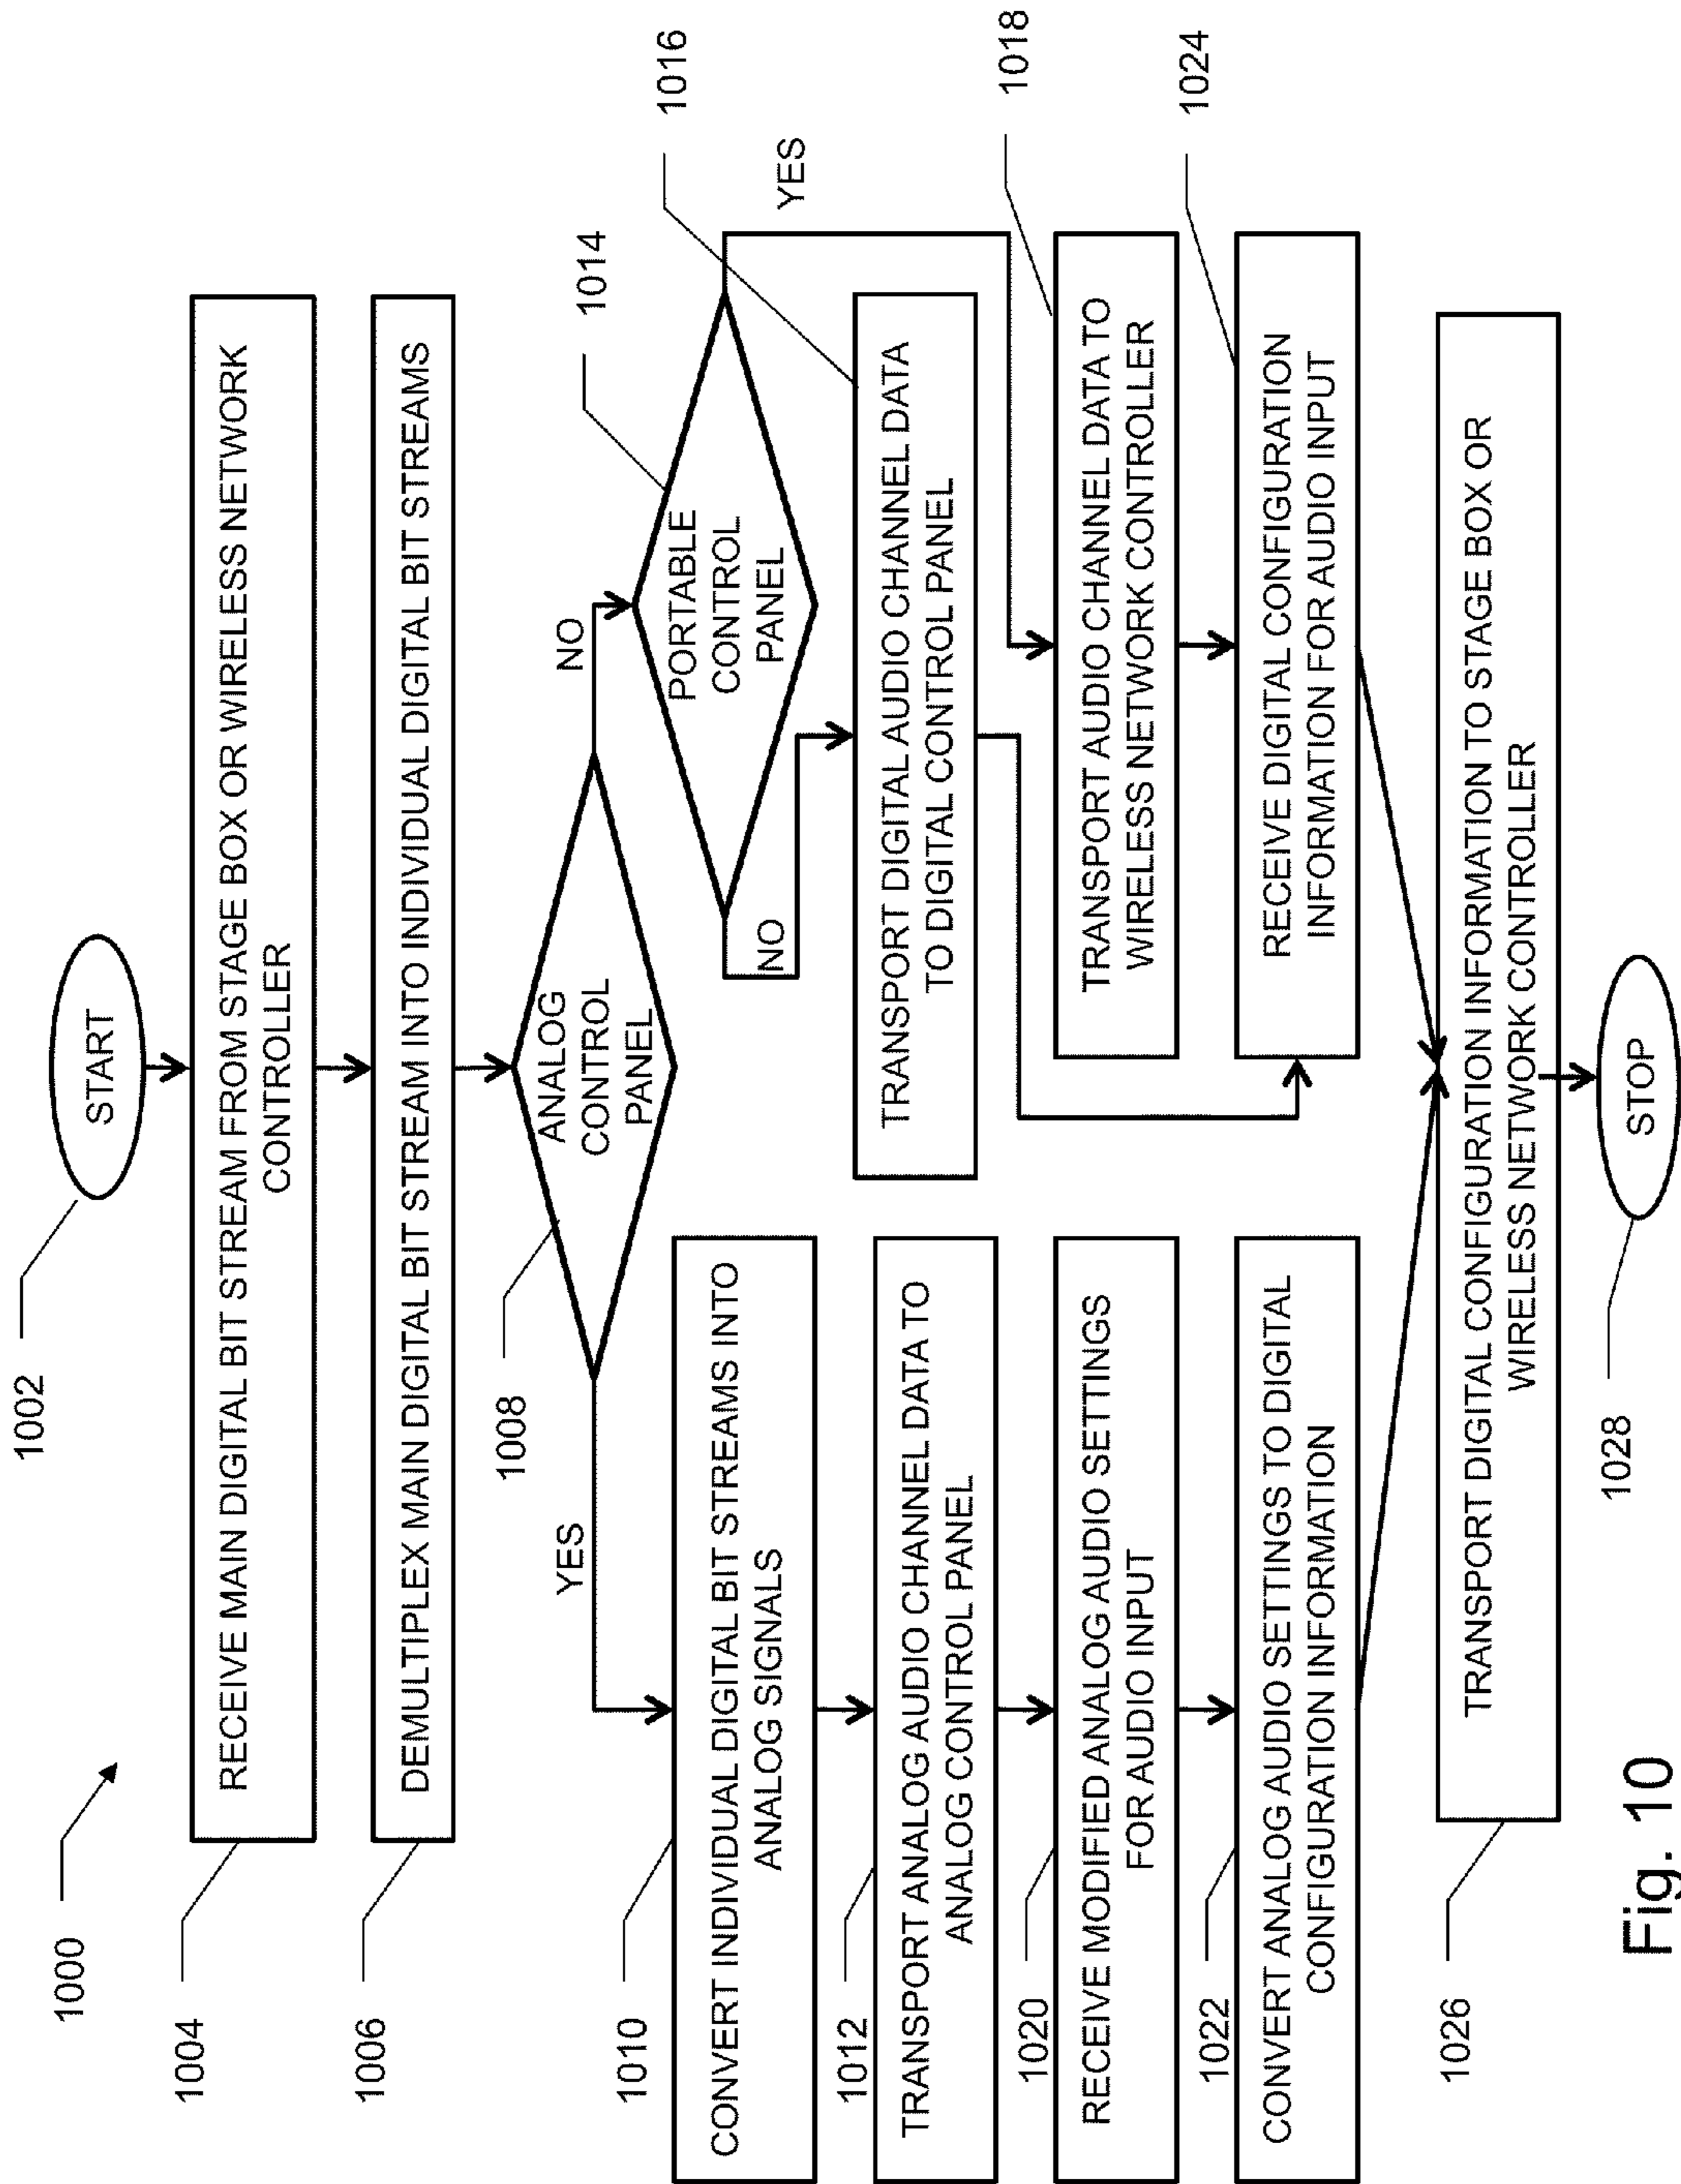 1000
1002
START
1004
RECEIVE MAIN DIGITAL BIT STREAM FROM STAGE BOX OR WIRELESS NETWORK
CONTROLLER
1006
DEMULTIPLEX MAIN DIGITAL BIT STREAM INTO INDIVIDUAL DIGITAL BIT STREAMS
1008
ANALOG
CONTROL
PANEL
YES
NO
1010
CONVERT INDIVIDUAL DIGITAL BIT STREAMS INTO
ANALOG SIGNALS
1012
TRANSPORT ANALOG AUDIO CHANNEL DATA TO
ANALOG CONTROL PANEL
1020
RECEIVE MODIFIED ANALOG AUDIO SETTINGS
FOR AUDIO INPUT
1022
CONVERT ANALOG AUDIO SETTINGS TO DIGITAL
CONFIGURATION INFORMATION
1014
PORTABLE
CONTROL
PANEL
NO
YES
1016
TRANSPORT DIGITAL AUDIO CHANNEL DATA
TO DIGITAL CONTROL PANEL
1018
TRANSPORT AUDIO CHANNEL DATA TO
WIRELESS NETWORK CONTROLLER
1024
RECEIVE DIGITAL CONFIGURATION
INFORMATION FOR AUDIO INPUT
1026
TRANSPORT DIGITAL CONFIGURATION INFORMATION TO STAGE BOX OR
WIRELESS NETWORK CONTROLLER
1028
STOP
Fig. 10